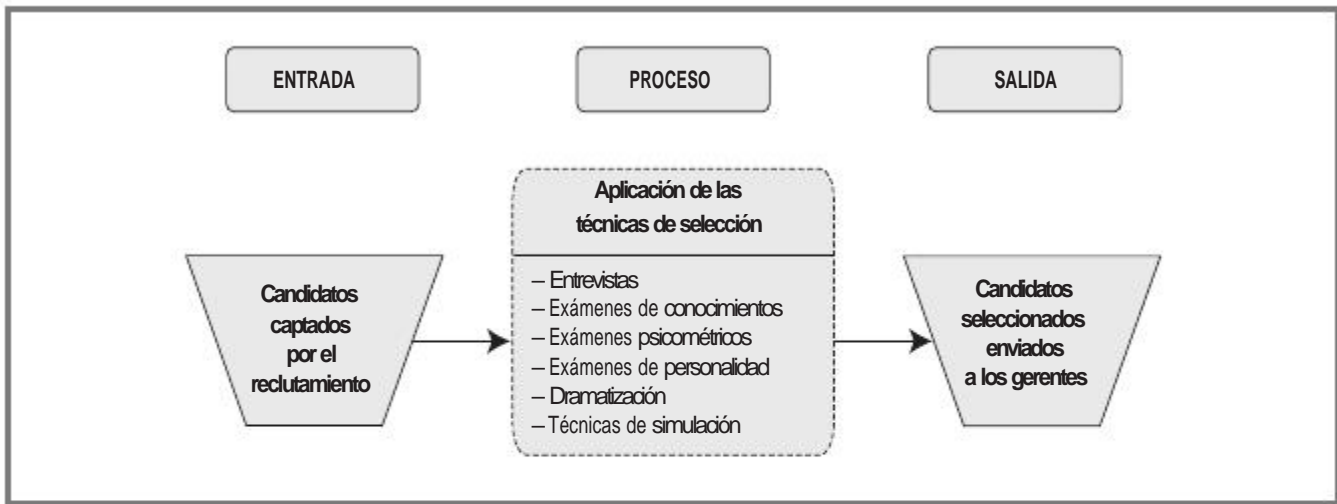 ENTRADA
PROCESO
SALIDA
Candidatos
captados
por el
reclutamiento
Aplicación de las
técnicas de selección
– Entrevistas
– Exámenes de conocimientos
– Exámenes psicométricos
– Exámenes de personalidad
– Dramatización
– Técnicas de simulación
Candidatos
seleccionados
enviados
a los gerentes